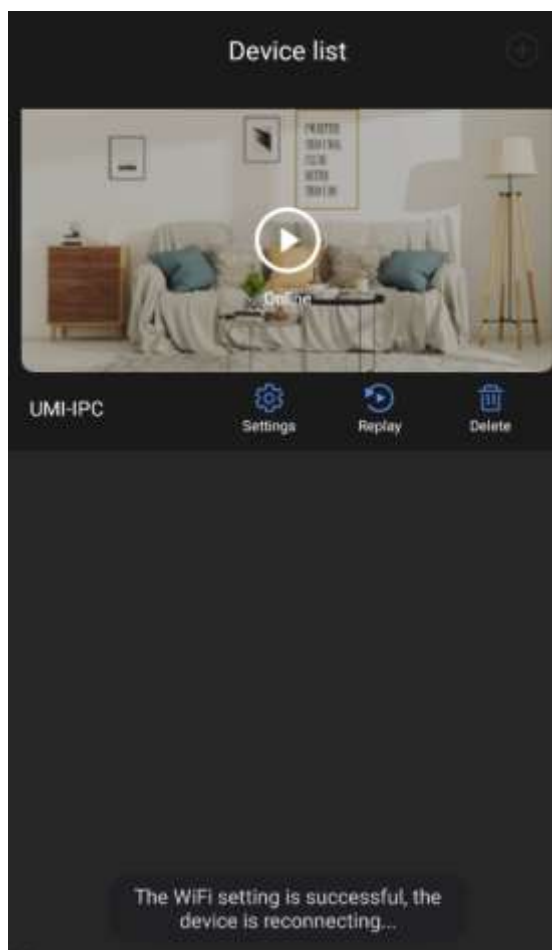 Device list
Online
UMI-IPC
Settings
Replay
Delete
The WiFi setting is successful, the
device is reconnecting...